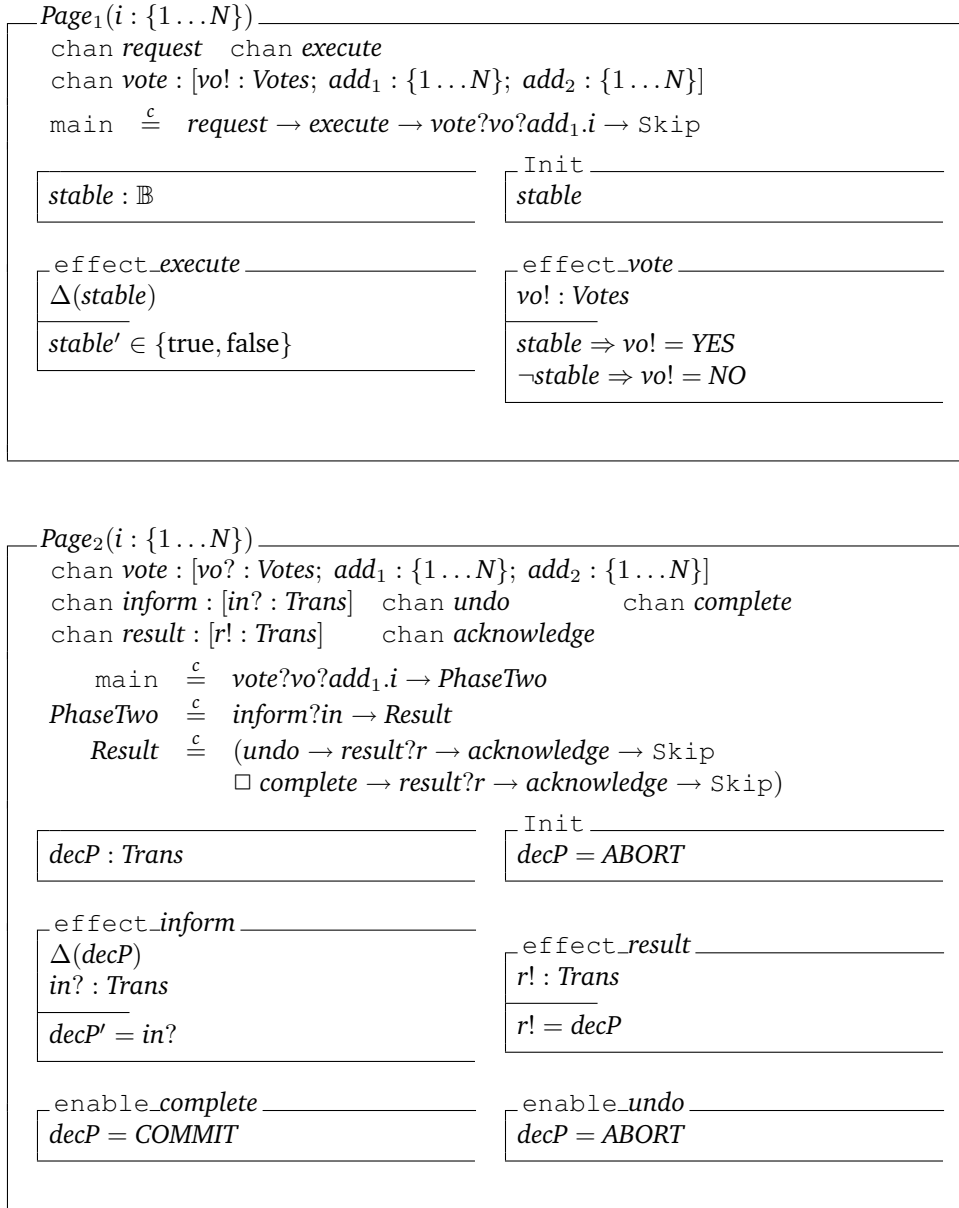 Page₁(i : {1 . . . N})
chan request chan execute
chan vote : [vo! : Votes; add₁ : {1 . . . N}; add₂ : {1 . . . N}]
main c= request → execute → vote?vo?add₁.i → Skip
stable : 𝔹
Init
stable
effect_execute
Δ(stable)
stable′ ∈ {true, false}
effect_vote
vo! : Votes
stable ⇒ vo! = YES
¬stable ⇒ vo! = NO
Page₂(i : {1 . . . N})
chan vote : [vo? : Votes; add₁ : {1 . . . N}; add₂ : {1 . . . N}]
chan inform : [in? : Trans] chan undo chan complete
chan result : [r! : Trans] chan acknowledge
main c= vote?vo?add₁.i → PhaseTwo
PhaseTwo c= inform?in → Result
Result c= (undo → result?r → acknowledge → Skip
□ complete → result?r → acknowledge → Skip)
decP : Trans
Init
decP = ABORT
effect_inform
Δ(decP)
in? : Trans
decP′ = in?
effect_result
r! : Trans
r! = decP
enable_complete
decP = COMMIT
enable_undo
decP = ABORT